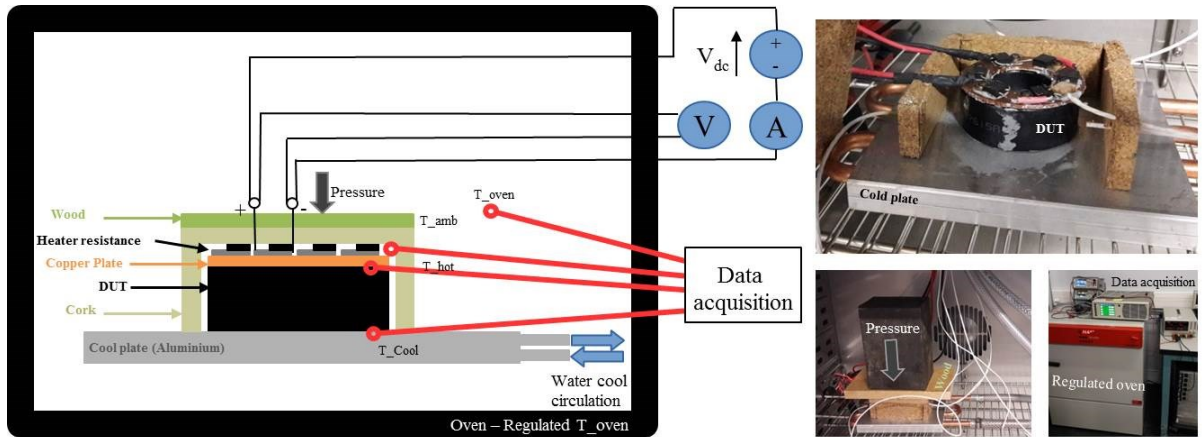 V_dc
+
-
V
A
Pressure
T_oven
+
-
Wood
T_amb
Heater resistance
Copper Plate
T_hot
DUT
Cork
Data
acquisition
Cool plate (Aluminium)
T_Cool
Water cool
circulation
Oven – Regulated T_oven
DUT
Cold plate
Pressure
Wood
Data acquisition
Regulated oven